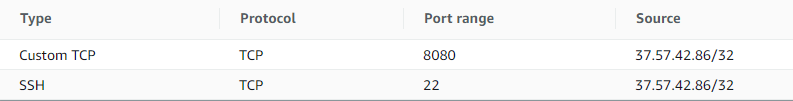 Type Protocol Port range Source
Custom TCP TCP 8080 37.57.42.86/32
SSH TCP 22 37.57.42.86/32